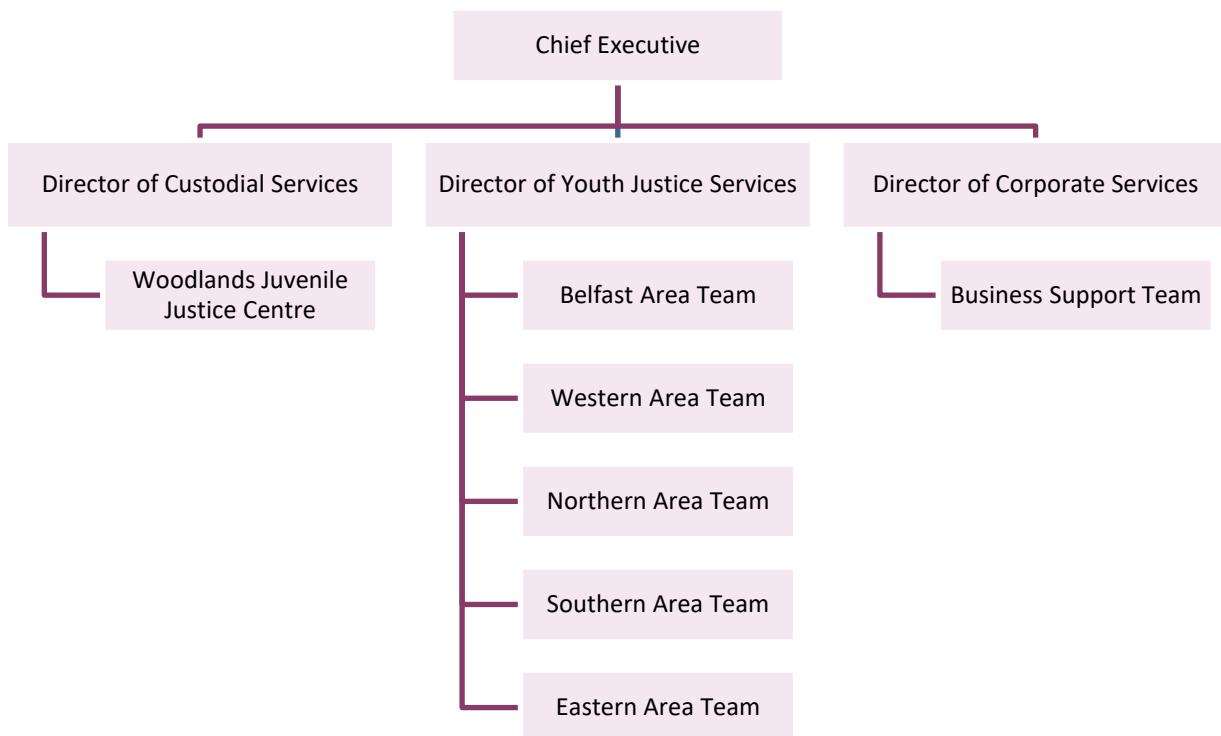 Chief Executive
Director of Custodial Services
Director of Youth Justice Services
Director of Corporate Services
Woodlands Juvenile
Justice Centre
Belfast Area Team
Business Support Team
Western Area Team
Northern Area Team
Southern Area Team
Eastern Area Team